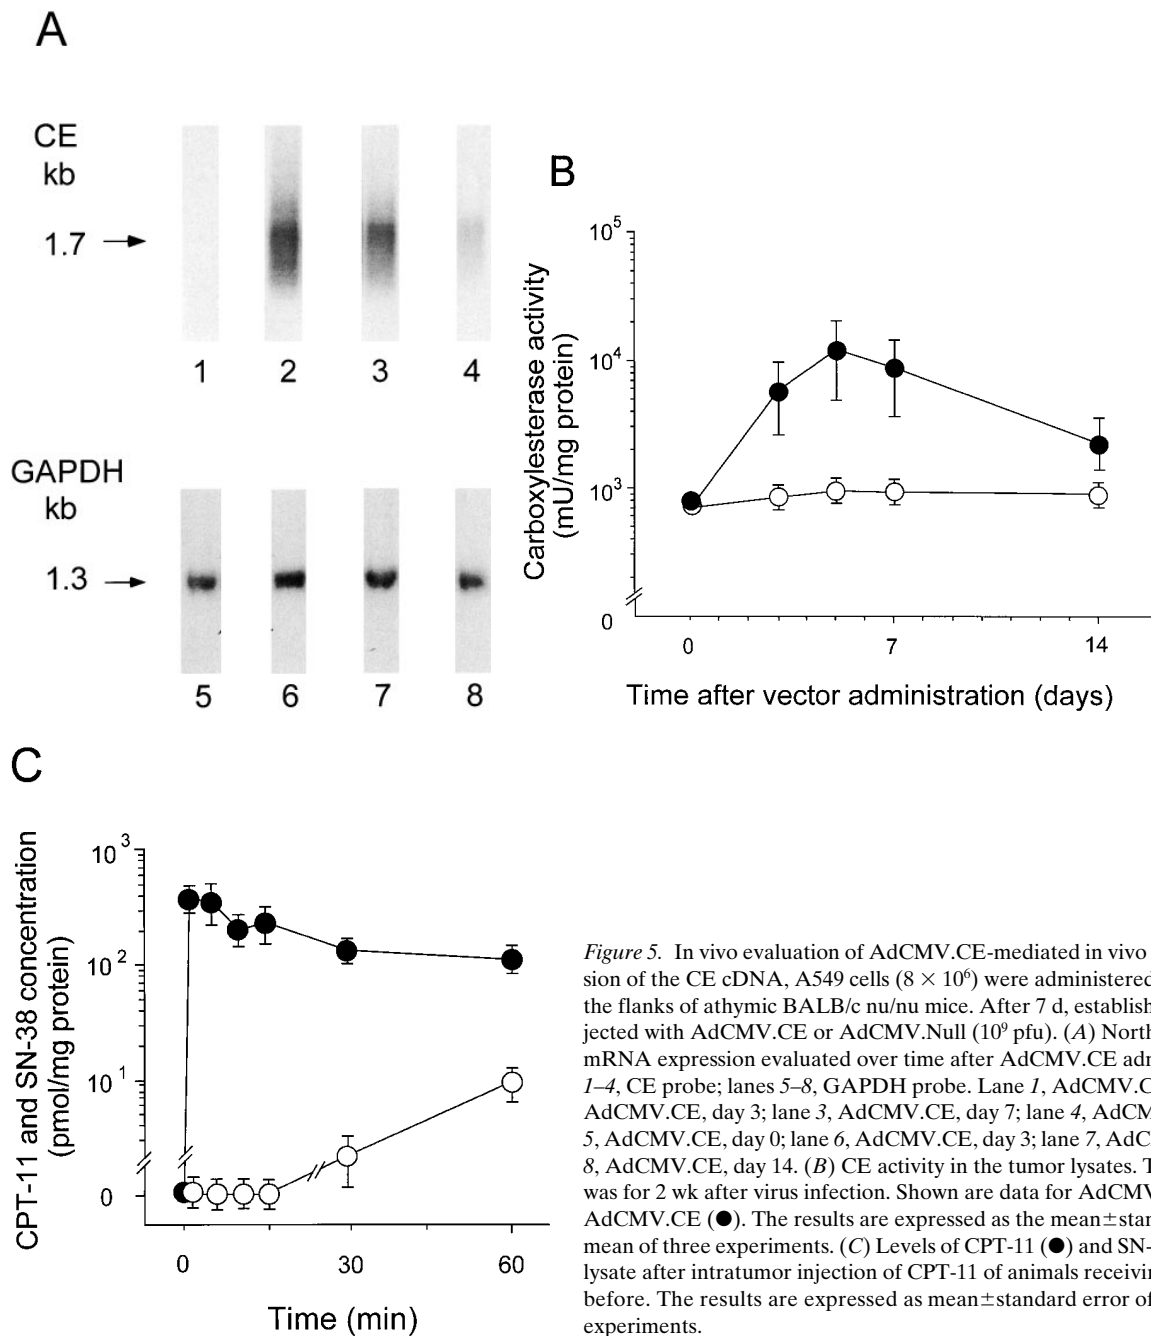 A
CE
kb
1.7
1 2 3 4
GAPDH
kb
1.3
5 6 7 8
B
Carboxylesterase activity
(mU/mg protein)
10⁵
10⁴
10³
0
0 7 14
Time after vector administration (days)
C
CPT-11 and SN-38 concentration
(pmol/mg protein)
10³
10²
10¹
0
0 30 60
Time (min)
Figure 5. In vivo evaluation of AdCMV.CE-mediated in vivo
sion of the CE cDNA, A549 cells (8 × 10⁶) were administered
the flanks of athymic BALB/c nu/nu mice. After 7 d, establish
jected with AdCMV.CE or AdCMV.Null (10⁹ pfu). (A) North
mRNA expression evaluated over time after AdCMV.CE adm
1–4, CE probe; lanes 5–8, GAPDH probe. Lane 1, AdCMV.C
AdCMV.CE, day 3; lane 3, AdCMV.CE, day 7; lane 4, AdCM
5, AdCMV.CE, day 0; lane 6, AdCMV.CE, day 3; lane 7, AdC
8, AdCMV.CE, day 14. (B) CE activity in the tumor lysates. T
was for 2 wk after virus infection. Shown are data for AdCMV
AdCMV.CE (●). The results are expressed as the mean±stan
mean of three experiments. (C) Levels of CPT-11 (●) and SN-
lysate after intratumor injection of CPT-11 of animals receivin
before. The results are expressed as mean±standard error of
experiments.